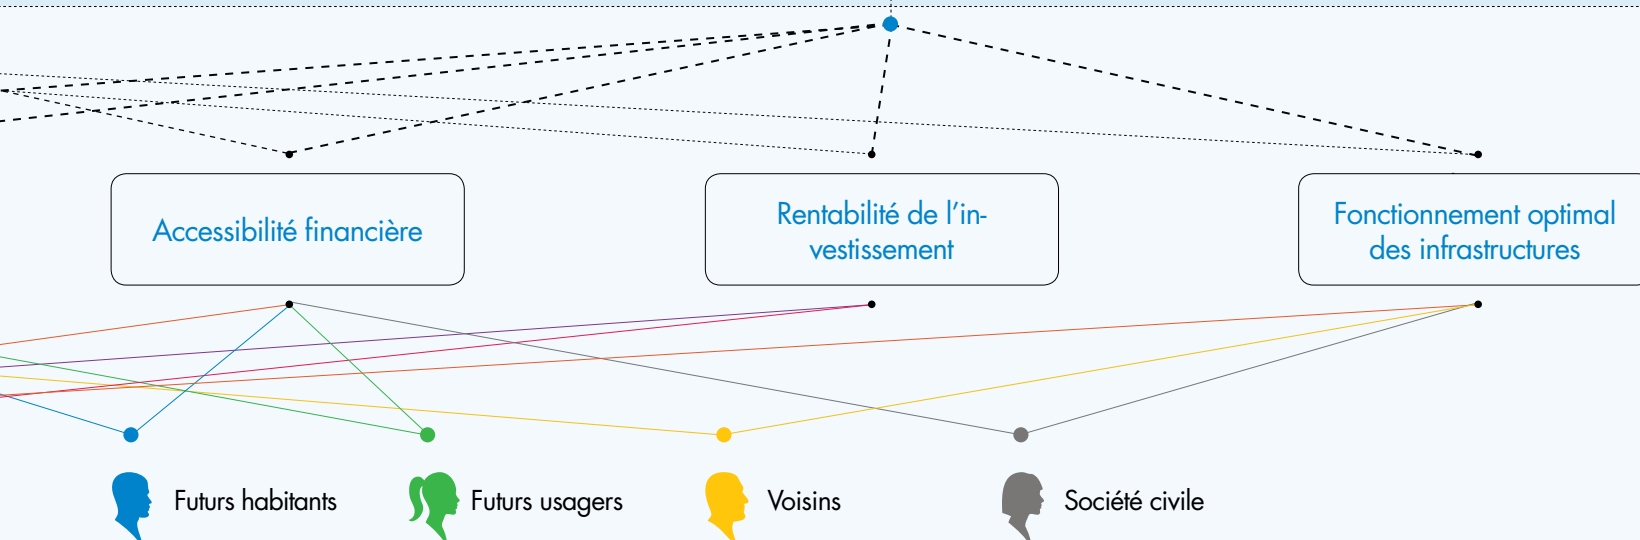 Accessibilité financière
Rentabilité de l’in-
vestissement
Fonctionnement optimal
des infrastructures
Futurs habitants
Futurs usagers
Voisins
Société civile